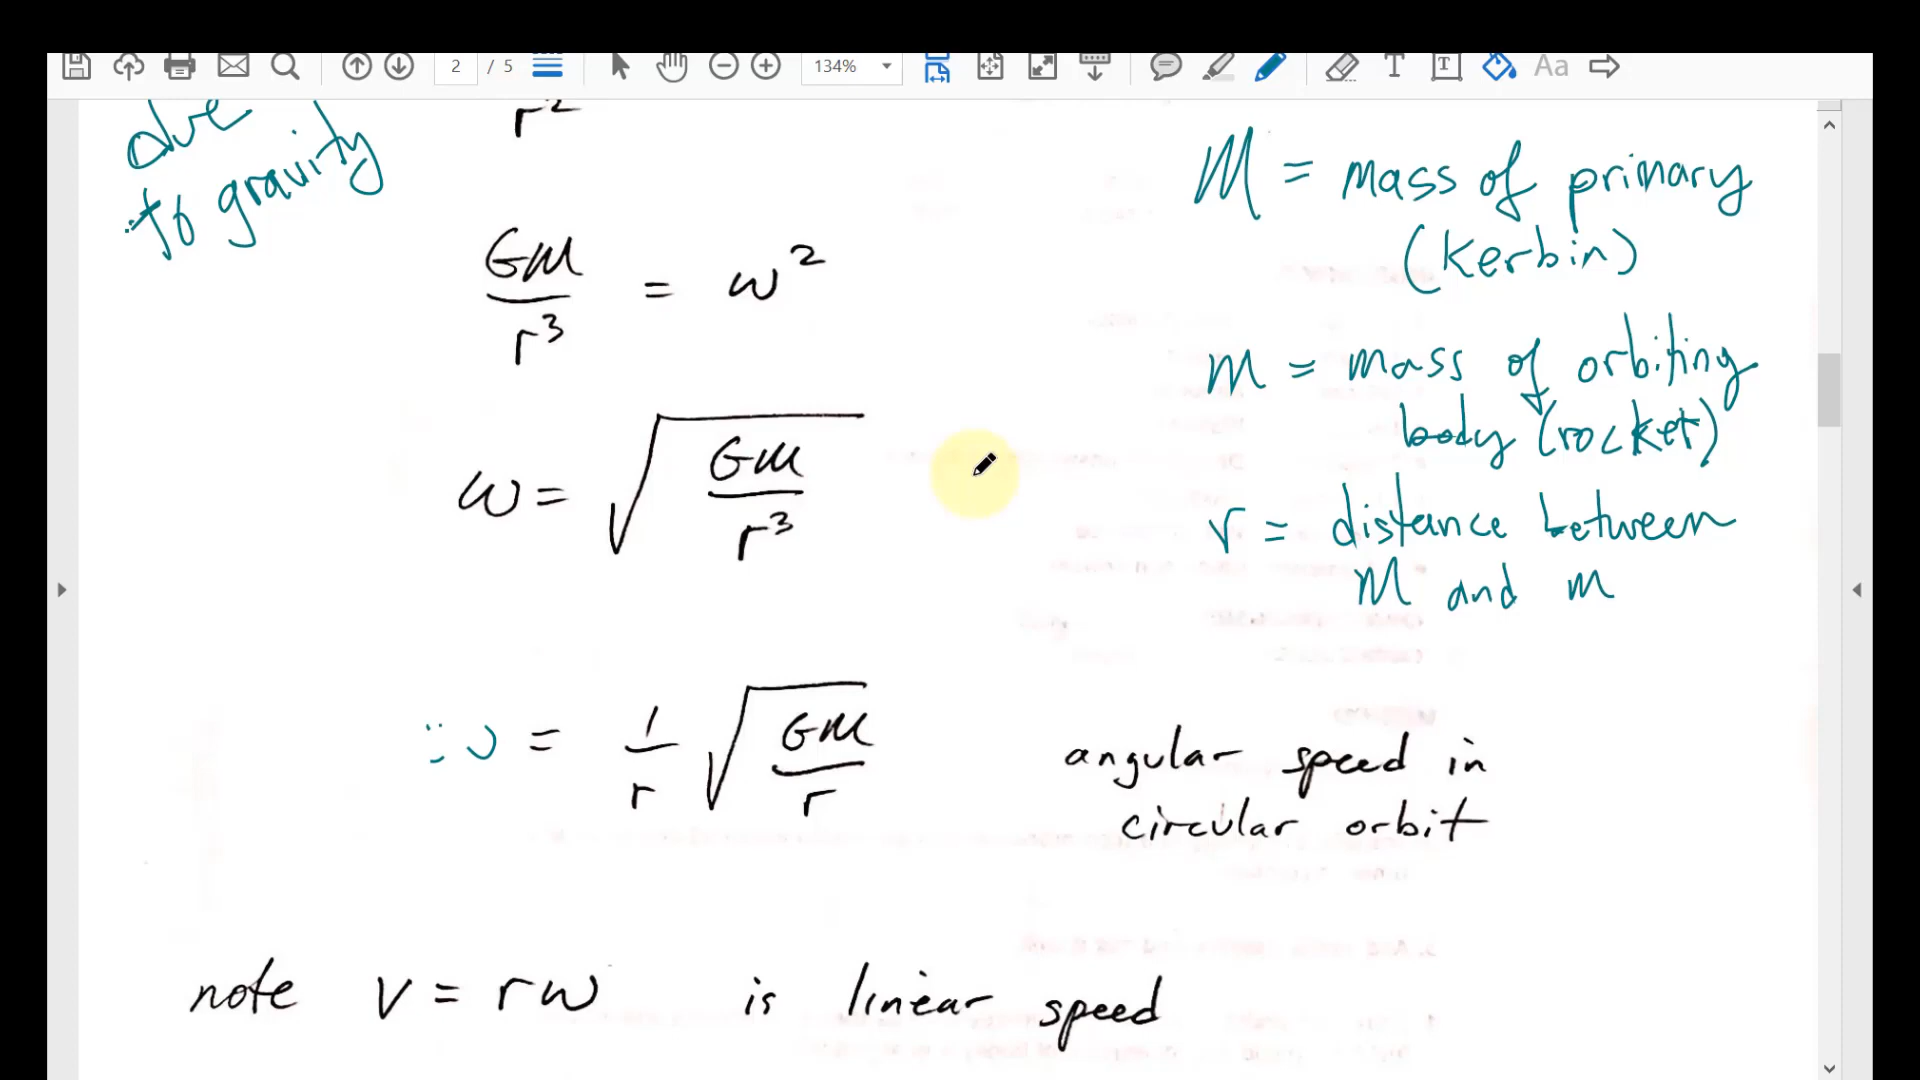 2 / 5
134%
T
T
Aa
due
to gravity
r²
M = mass of primary
(Kerbin)
GM/r³ = ω²
m = mass of orbiting
body (rocket)
ω = √(GM/r³)
r = distance between
M and m
= 1/r √(GM/r)
angular speed in
circular orbit
note v = rω is linear speed